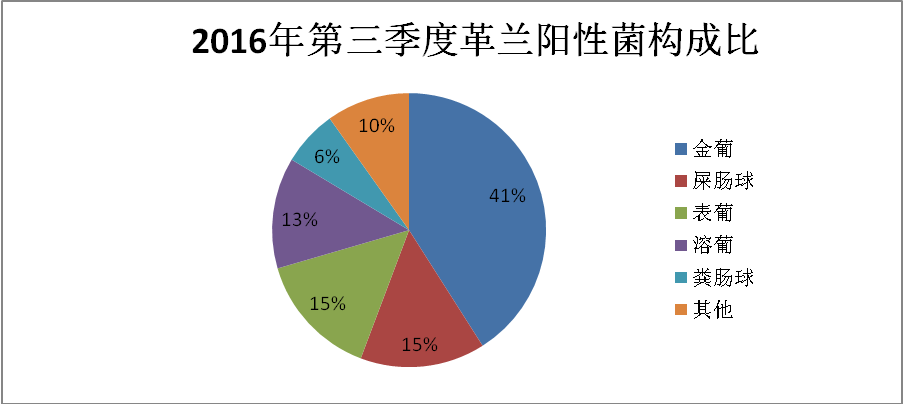 2016年第三季度革兰阳性菌构成比
10%
6%
41%
13%
15%
15%
金葡
屎肠球
表葡
溶葡
粪肠球
其他